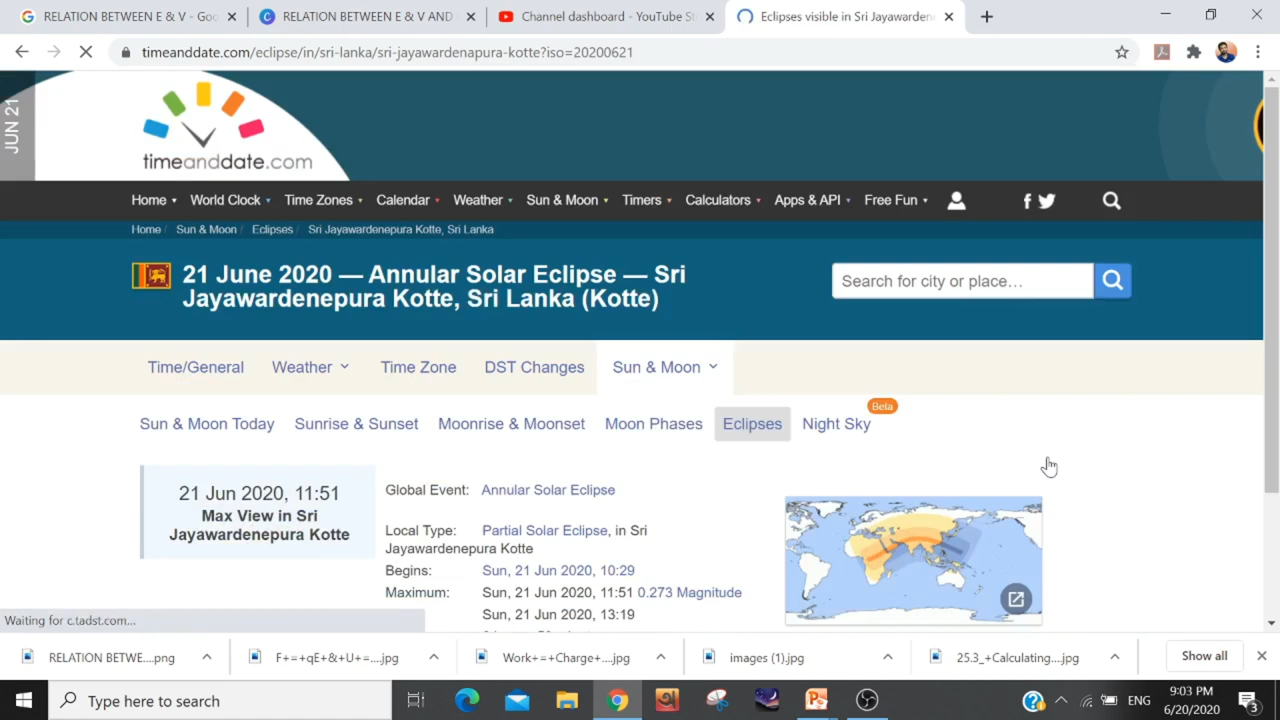 RELATION BETWEEN E & V - Goo
RELATION BETWEEN E & V AND
Channel dashboard - YouTube St
Eclipses visible in Sri Jayawarden
timeanddate.com/eclipse/in/sri-lanka/sri-jayawardenapura-kotte?iso=20200621
JUN 21
timeanddate.com
Home World Clock Time Zones Calendar Weather Sun & Moon Timers Calculators Apps & API Free Fun
Home / Sun & Moon / Eclipses / Sri Jayawardenepura Kotte, Sri Lanka
21 June 2020 — Annular Solar Eclipse — Sri
Jayawardenepura Kotte, Sri Lanka (Kotte)
Search for city or place…
Time/General Weather Time Zone DST Changes Sun & Moon
Beta
Sun & Moon Today Sunrise & Sunset Moonrise & Moonset Moon Phases Eclipses Night Sky
21 Jun 2020, 11:51
Max View in Sri
Jayawardenepura Kotte
Global Event: Annular Solar Eclipse
Local Type: Partial Solar Eclipse, in Sri
Jayawardenepura Kotte
Begins: Sun, 21 Jun 2020, 10:29
Maximum: Sun, 21 Jun 2020, 11:51 0.273 Magnitude
Sun, 21 Jun 2020, 13:19
Waiting for c.tadst.com...
RELATION BETWE....png
F+=+qE+&+U+=+....jpg
Work+=+Charge+....jpg
images (1).jpg
25.3_+Calculating....jpg
Show all
Type here to search
ENG
9:03 PM
6/20/2020
3